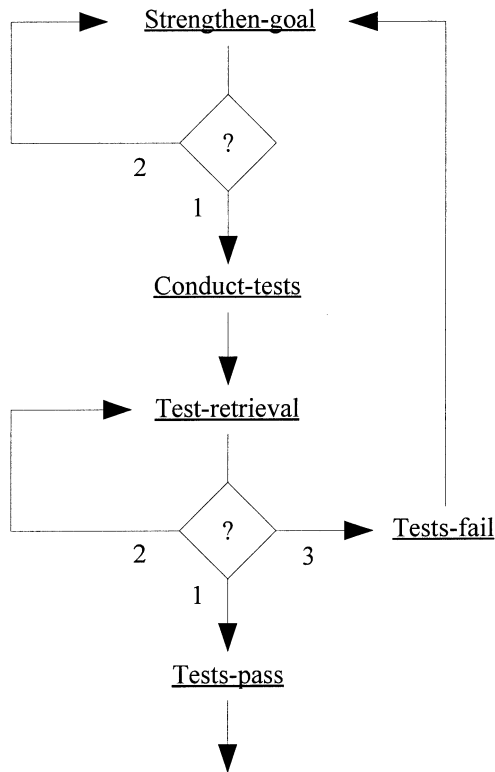 Strengthen-goal
?
2
1
Conduct-tests
Test-retrieval
?
2
3
Tests-fail
1
Tests-pass